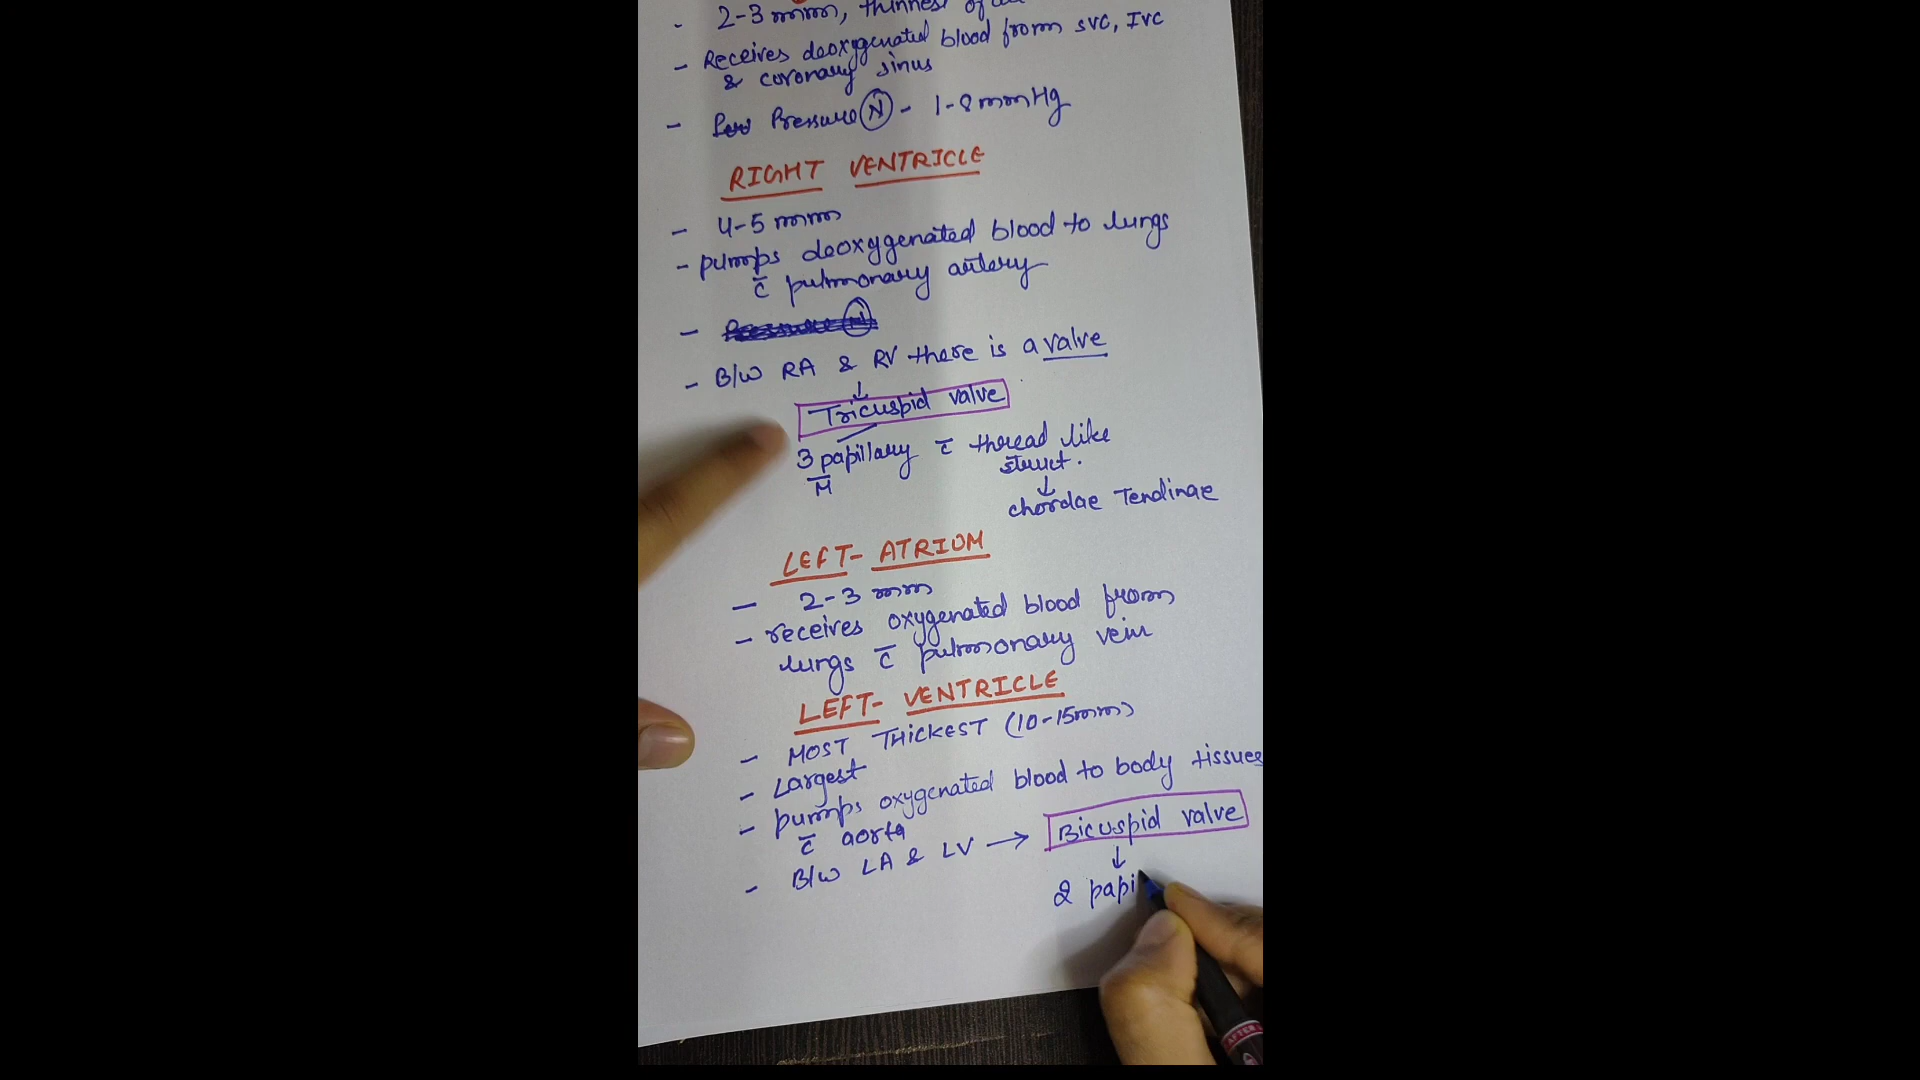 - 2-3 mm, thinnest of
- Receives deoxygenated blood from SVC, IVC
& coronary sinus
- Pressure (N) - 1-8 mmHg
RIGHT VENTRICLE
- 4-5 mm
- pumps deoxygenated blood to lungs
c̄ pulmonary artery
- Pressure (N)
- B/W RA & RV there is a valve
↓
Tricuspid valve
3 papillary c̄ thread like
M struct.
↓
chordae Tendinae
LEFT- ATRIUM
- 2-3 mm
- receives oxygenated blood from
lungs c̄ pulmonary vein
LEFT- VENTRICLE
- MOST THICKEST (10-15mm)
- Largest
- pumps oxygenated blood to body tissues
c̄ aorta
- B/W LA & LV → Bicuspid valve
↓
2 papi